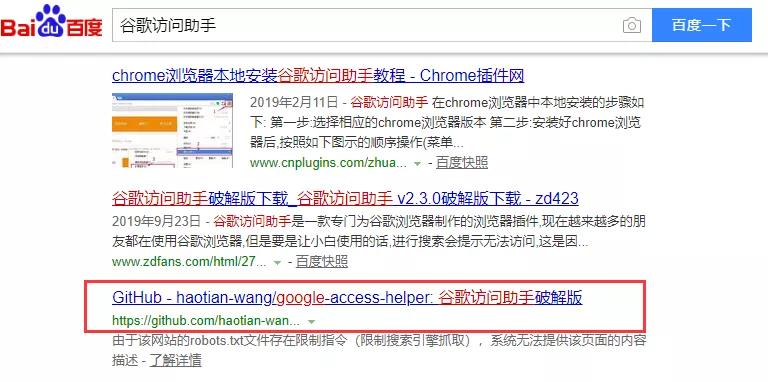 Bai du 百度
谷歌访问助手
百度一下
chrome浏览器本地安装谷歌访问助手教程 - Chrome插件网
2019年2月11日 - 谷歌访问助手 在chrome浏览器中本地安装的步骤如
下: 第一步:选择相应的chrome浏览器版本 第二步:安装好chrome浏览
器后,按照如下图示的顺序操作(菜单...
www.cnplugins.com/zhua... - 百度快照
谷歌访问助手破解版下载_谷歌访问助手 v2.3.0破解版下载 - zd423
2019年9月23日 - 谷歌访问助手是一款专门为谷歌浏览器制作的浏览器插件,现在越来越多的朋
友都在使用谷歌浏览器,但是要是让小白使用的话,进行搜索会提示无法访问,这是因...
www.zdfans.com/html/27... - 百度快照
GitHub - haotian-wang/google-access-helper: 谷歌访问助手破解版
https://github.com/haotian-wan...
由于该网站的robots.txt文件存在限制指令（限制搜索引擎抓取），系统无法提供该页面的内容
描述 - 了解详情